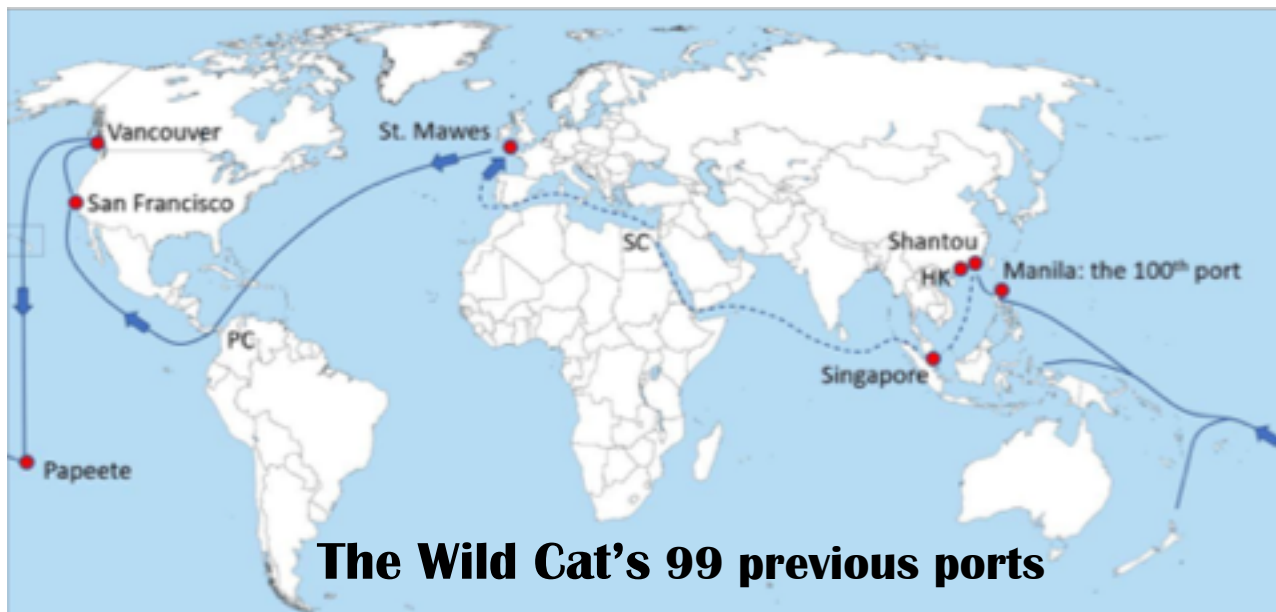 Vancouver
St. Mawes
San Francisco
SC
Shantou
HK
Manila: the 100th port
PC
Singapore
Papeete
The Wild Cat's 99 previous ports